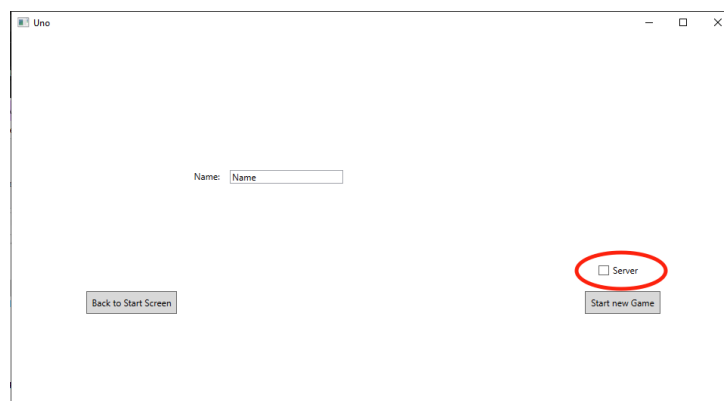 Uno
Name: Name
Server
Back to Start Screen
Start new Game